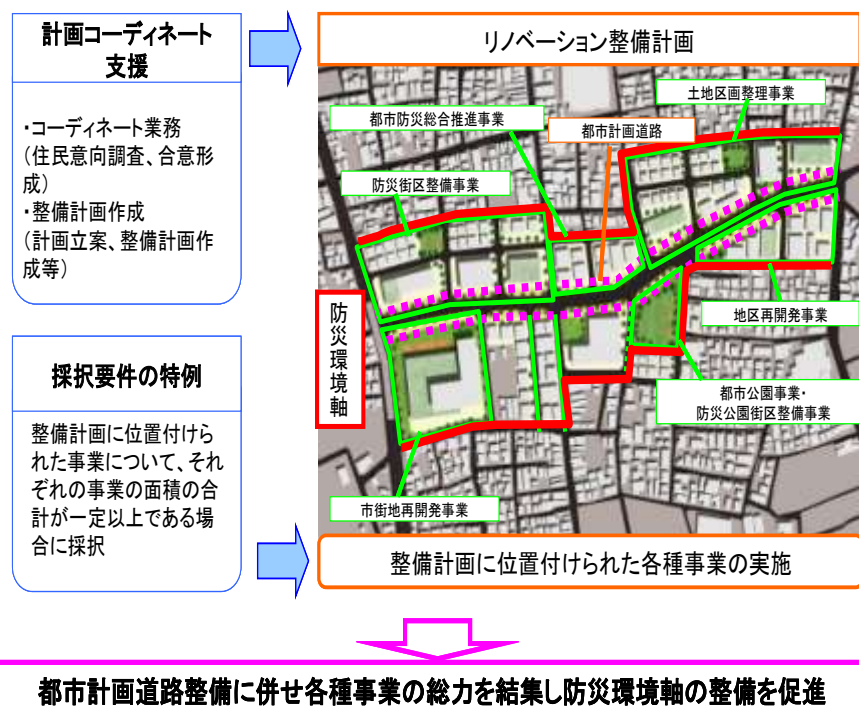 計画コーディネート
支援
・コーディネート業務
(住民意向調査、合意形
成)
・整備計画作成
(計画立案、整備計画作
成等)
採択要件の特例
整備計画に位置付けら
れた事業について、それ
ぞれの事業の面積の合
計が一定以上である場
合に採択
リノベーション整備計画
土地区画整理事業
都市防災総合推進事業
都市計画道路
防災街区整備事業
防災環境軸
地区再開発事業
都市公園事業・
防災公園街区整備事業
市街地再開発事業
整備計画に位置付けられた各種事業の実施
都市計画道路整備に併せ各種事業の総力を結集し防災環境軸の整備を促進